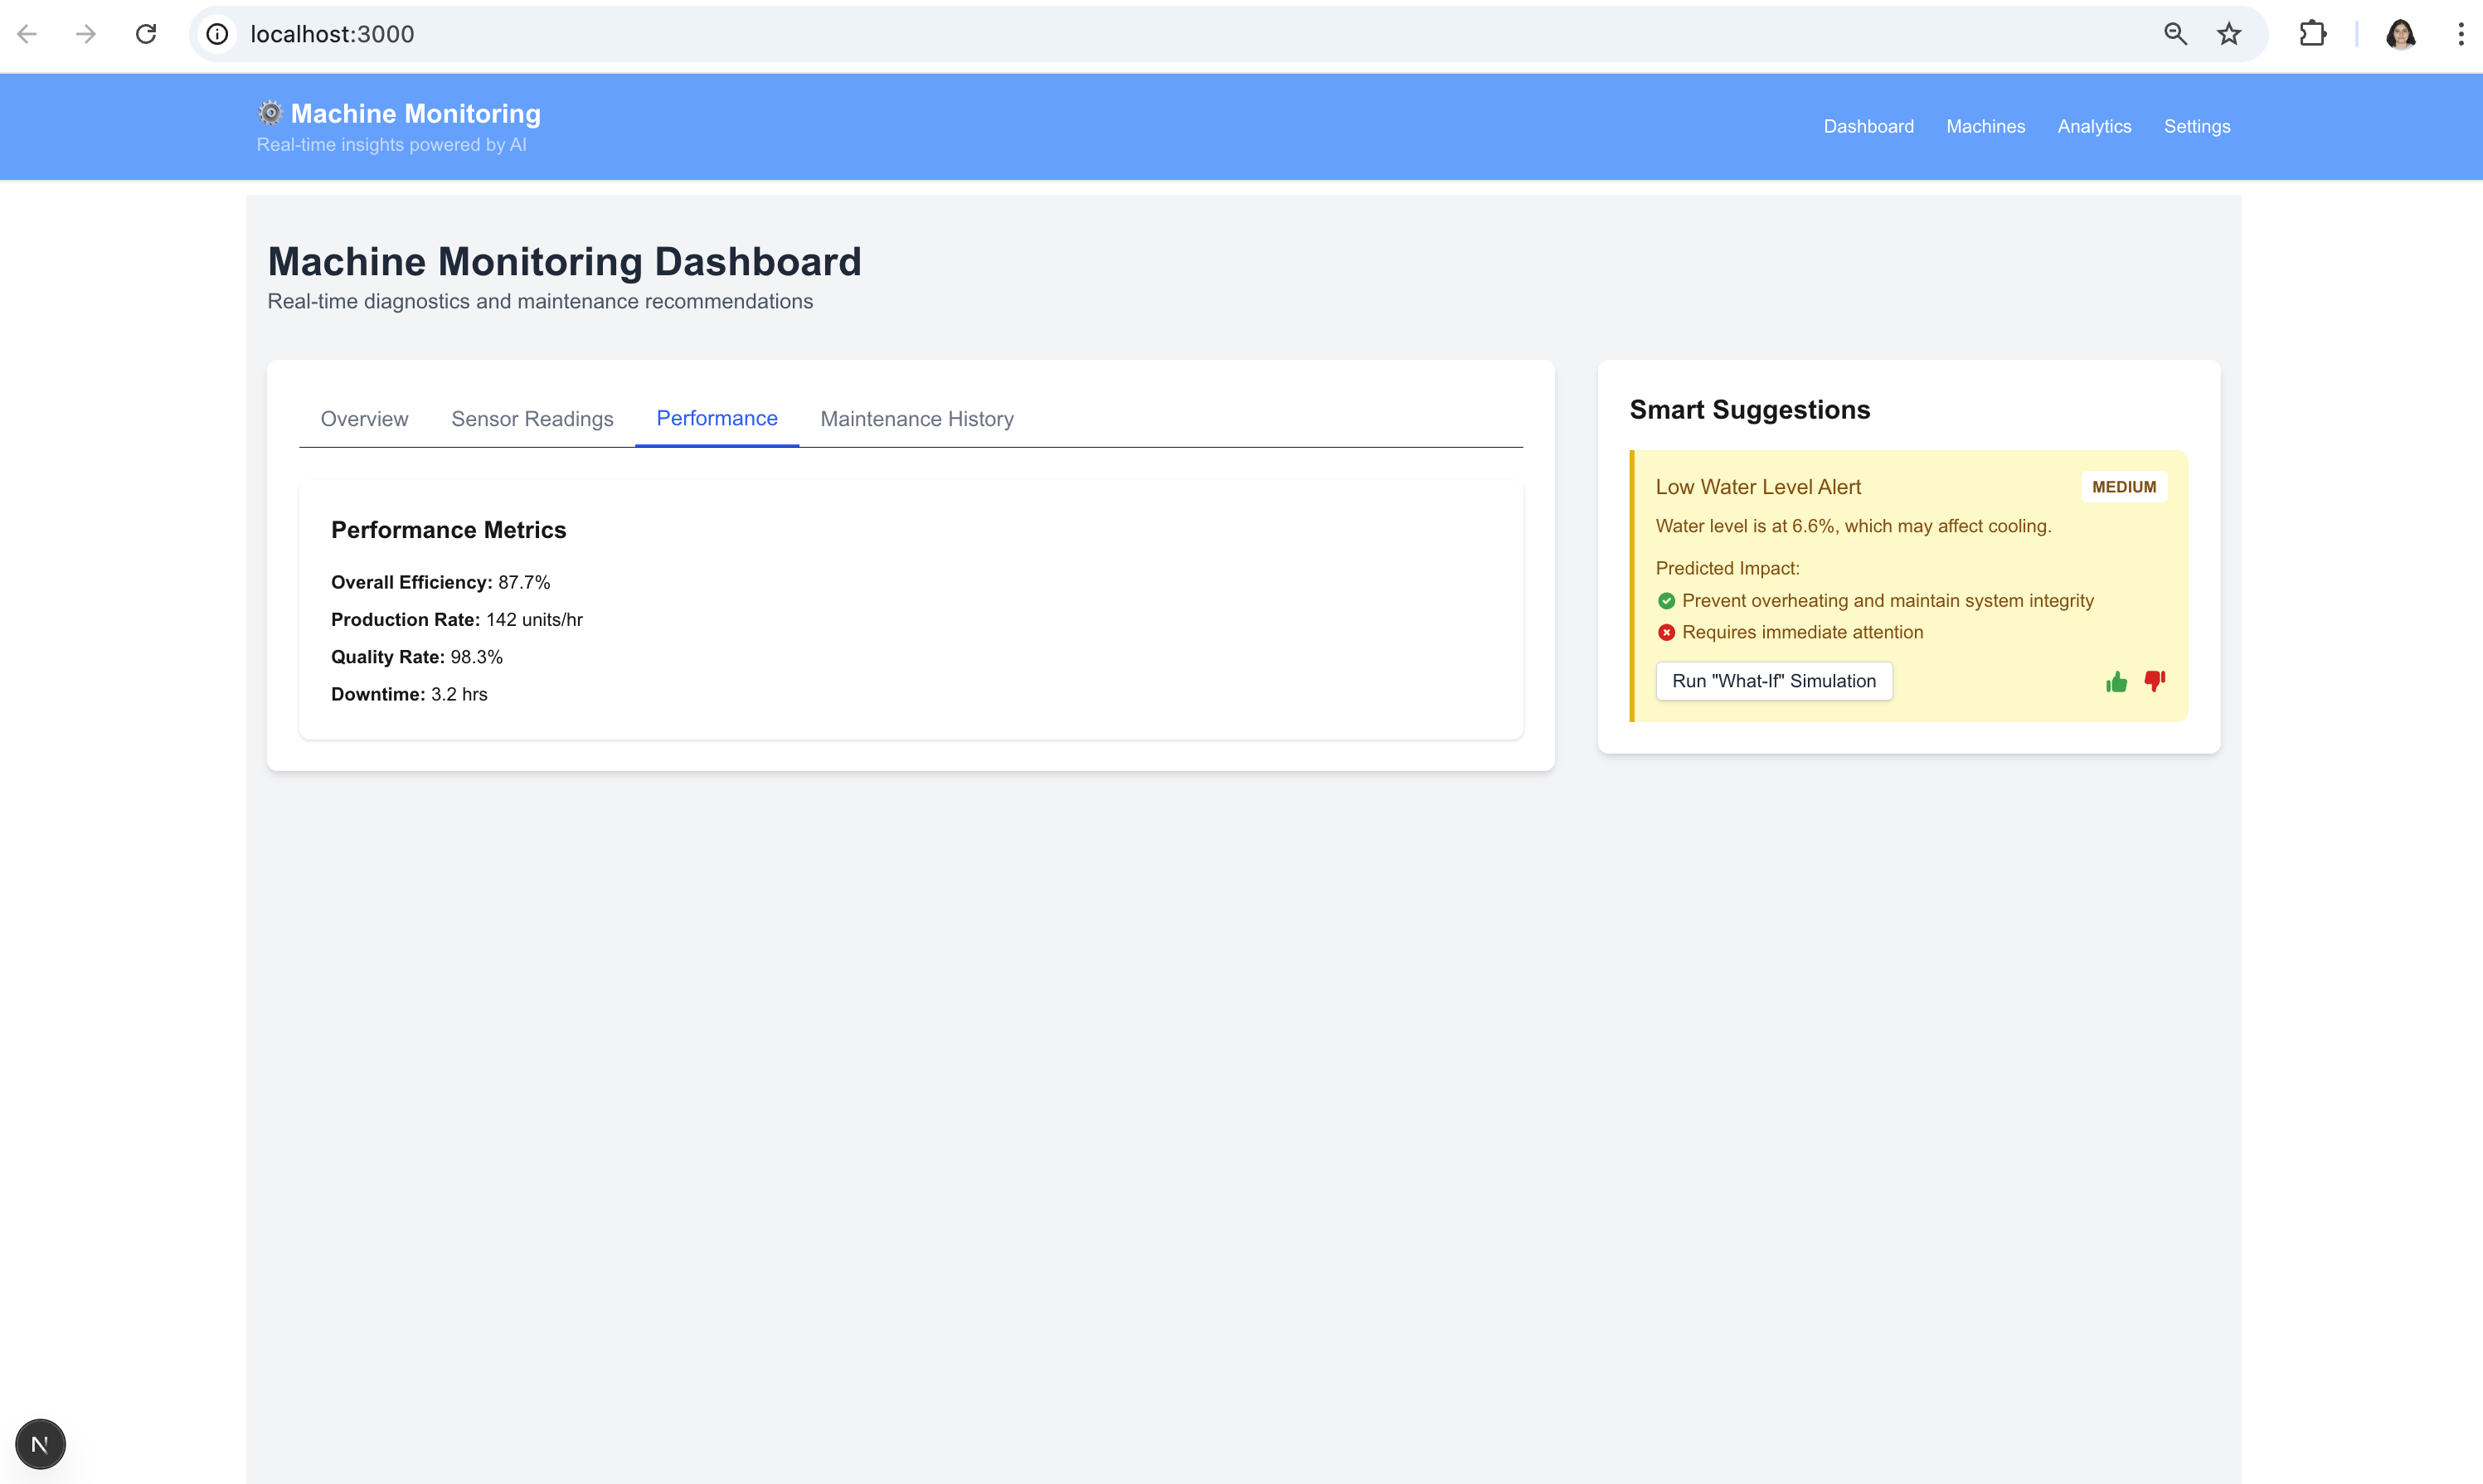 localhost:3000
Machine Monitoring
Real-time insights powered by AI
Dashboard Machines Analytics Settings
Machine Monitoring Dashboard
Real-time diagnostics and maintenance recommendations
Overview Sensor Readings Performance Maintenance History
Performance Metrics
Overall Efficiency: 87.7%
Production Rate: 142 units/hr
Quality Rate: 98.3%
Downtime: 3.2 hrs
Smart Suggestions
Low Water Level Alert MEDIUM
Water level is at 6.6%, which may affect cooling.
Predicted Impact:
Prevent overheating and maintain system integrity
Requires immediate attention
Run "What-If" Simulation
N